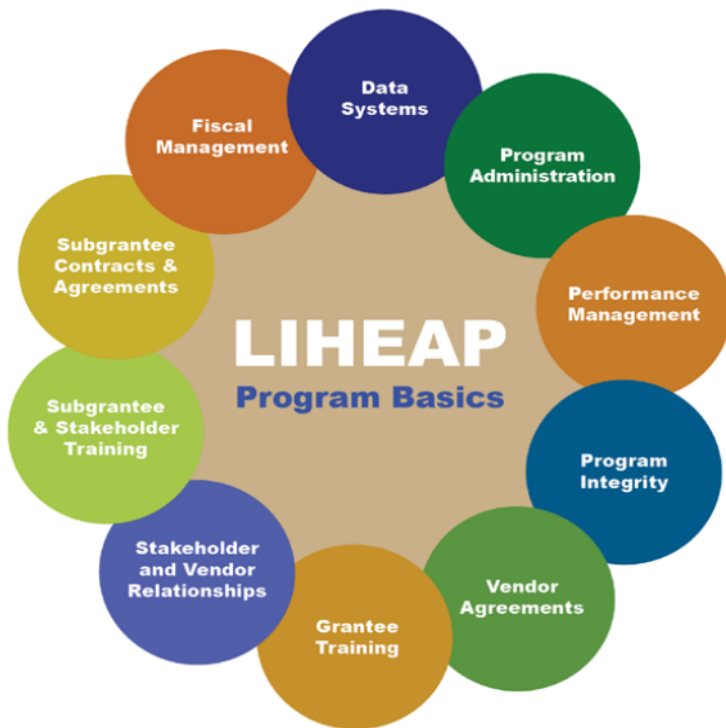 Data
Systems
Program
Administration
Performance
Management
Program
Integrity
Vendor
Agreements
Grantee
Training
Stakeholder
and Vendor
Relationships
Subgrantee
& Stakeholder
Training
Subgrantee
Contracts &
Agreements
Fiscal
Management
LIHEAP
Program Basics